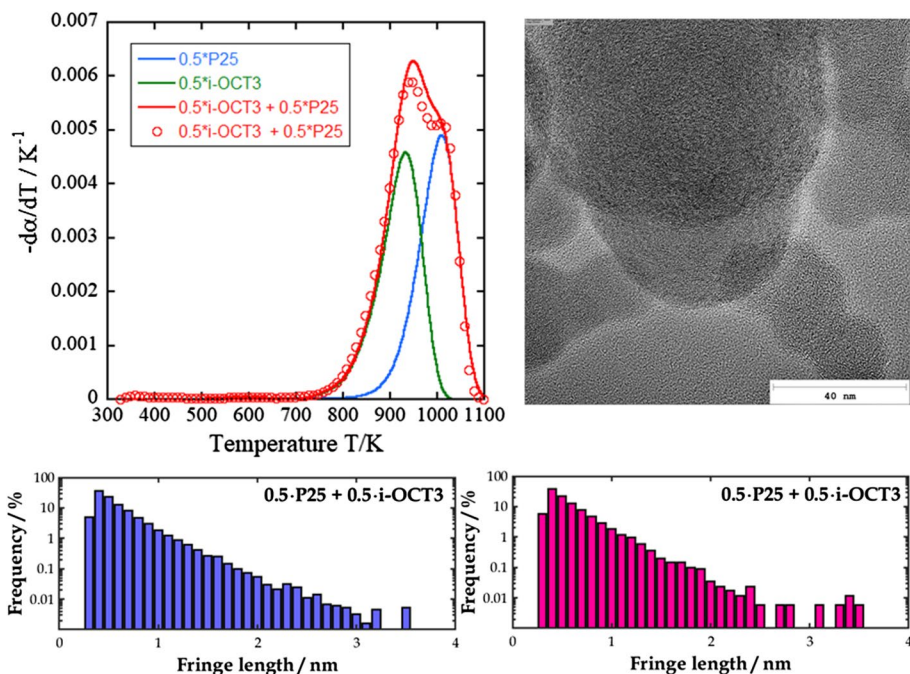 0.007
0.006
0.005
0.004
0.003
0.002
0.001
0
-dα/dT / K⁻¹
0.5*P25
0.5*i-OCT3
0.5*i-OCT3 + 0.5*P25
0.5*i-OCT3 + 0.5*P25
300 400 500 600 700 800 900 1000 1100
Temperature T/K
40 nm
0.5·P25 + 0.5·i-OCT3
100
10
1
0.1
0.01
Frequency / %
0 1 2 3 4
Fringe length / nm
0.5·P25 + 0.5·i-OCT3
100
10
1
0.1
0.01
Frequency / %
0 1 2 3 4
Fringe length / nm